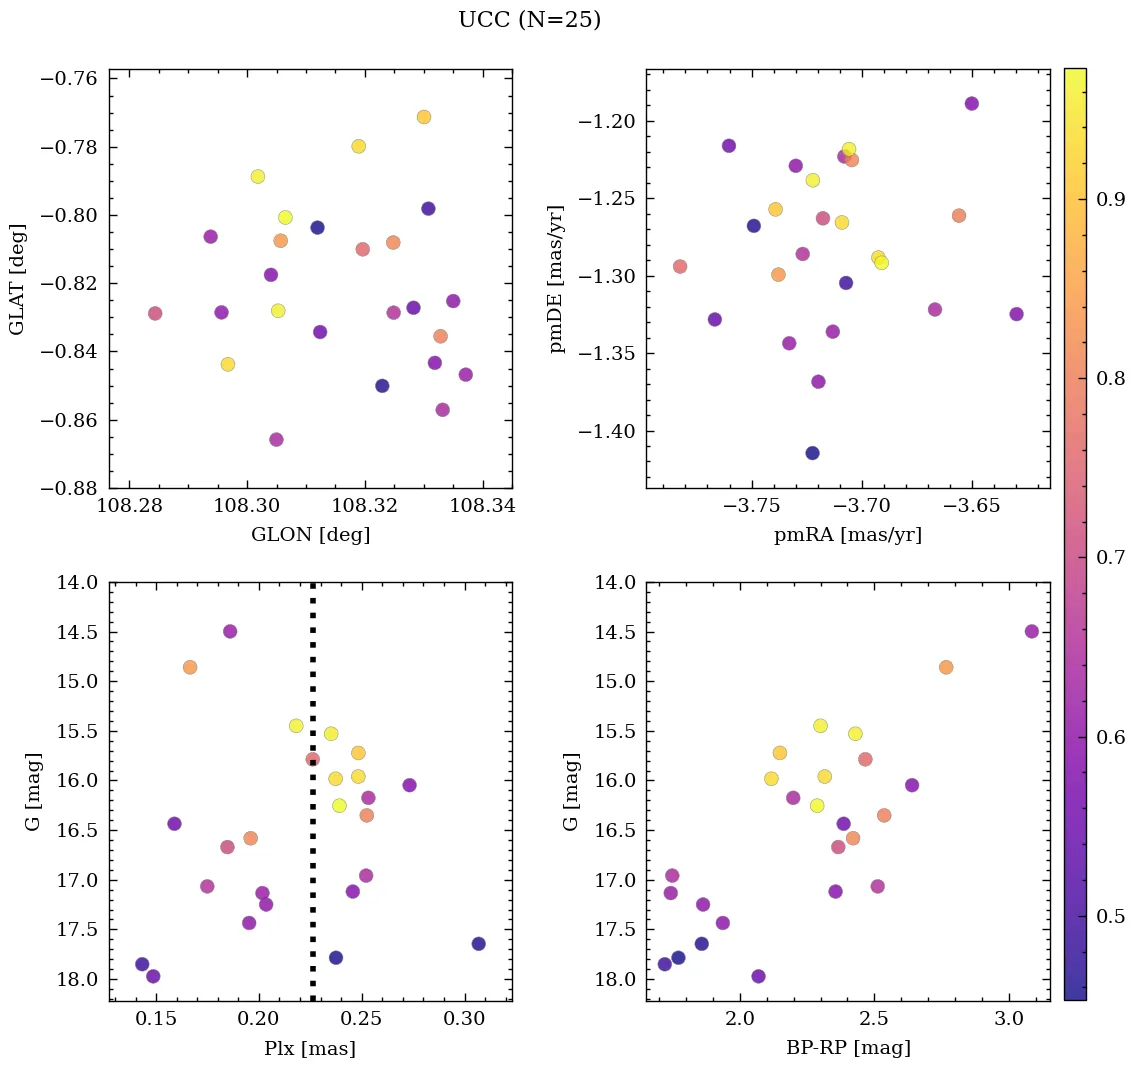 UCC (N=25)
−0.76
−0.78
−0.80
−0.82
−0.84
−0.86
−0.88
GLAT [deg]
108.28 108.30 108.32 108.34
GLON [deg]
−1.20
−1.25
−1.30
−1.35
−1.40
pmDE [mas/yr]
−3.75 −3.70 −3.65
pmRA [mas/yr]
0.9
0.8
0.7
0.6
0.5
14.0
14.5
15.0
15.5
16.0
16.5
17.0
17.5
18.0
G [mag]
0.15 0.20 0.25 0.30
Plx [mas]
14.0
14.5
15.0
15.5
16.0
16.5
17.0
17.5
18.0
G [mag]
2.0 2.5 3.0
BP-RP [mag]